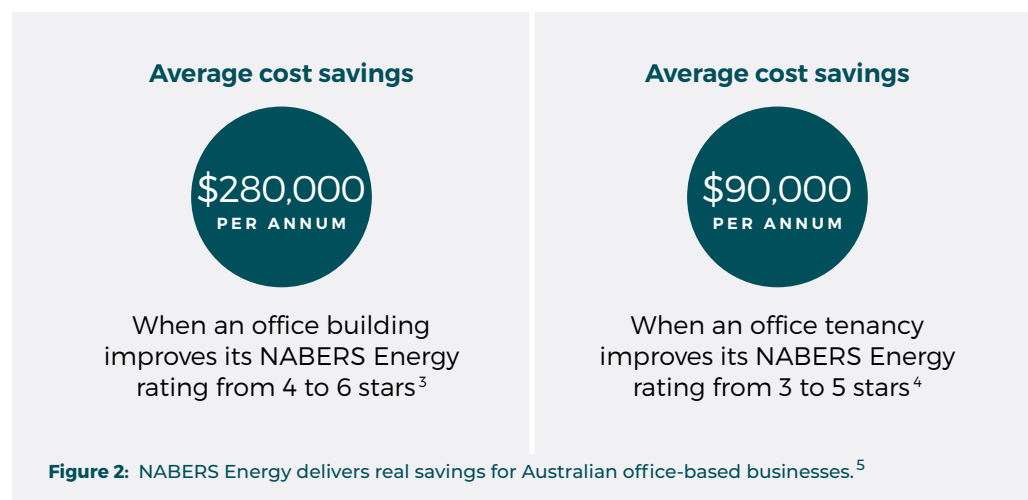 Average cost savings
$280,000
PER ANNUM
When an office building
improves its NABERS Energy
rating from 4 to 6 stars³
Average cost savings
$90,000
PER ANNUM
When an office tenancy
improves its NABERS Energy
rating from 3 to 5 stars⁴
Figure 2: NABERS Energy delivers real savings for Australian office-based businesses.⁵